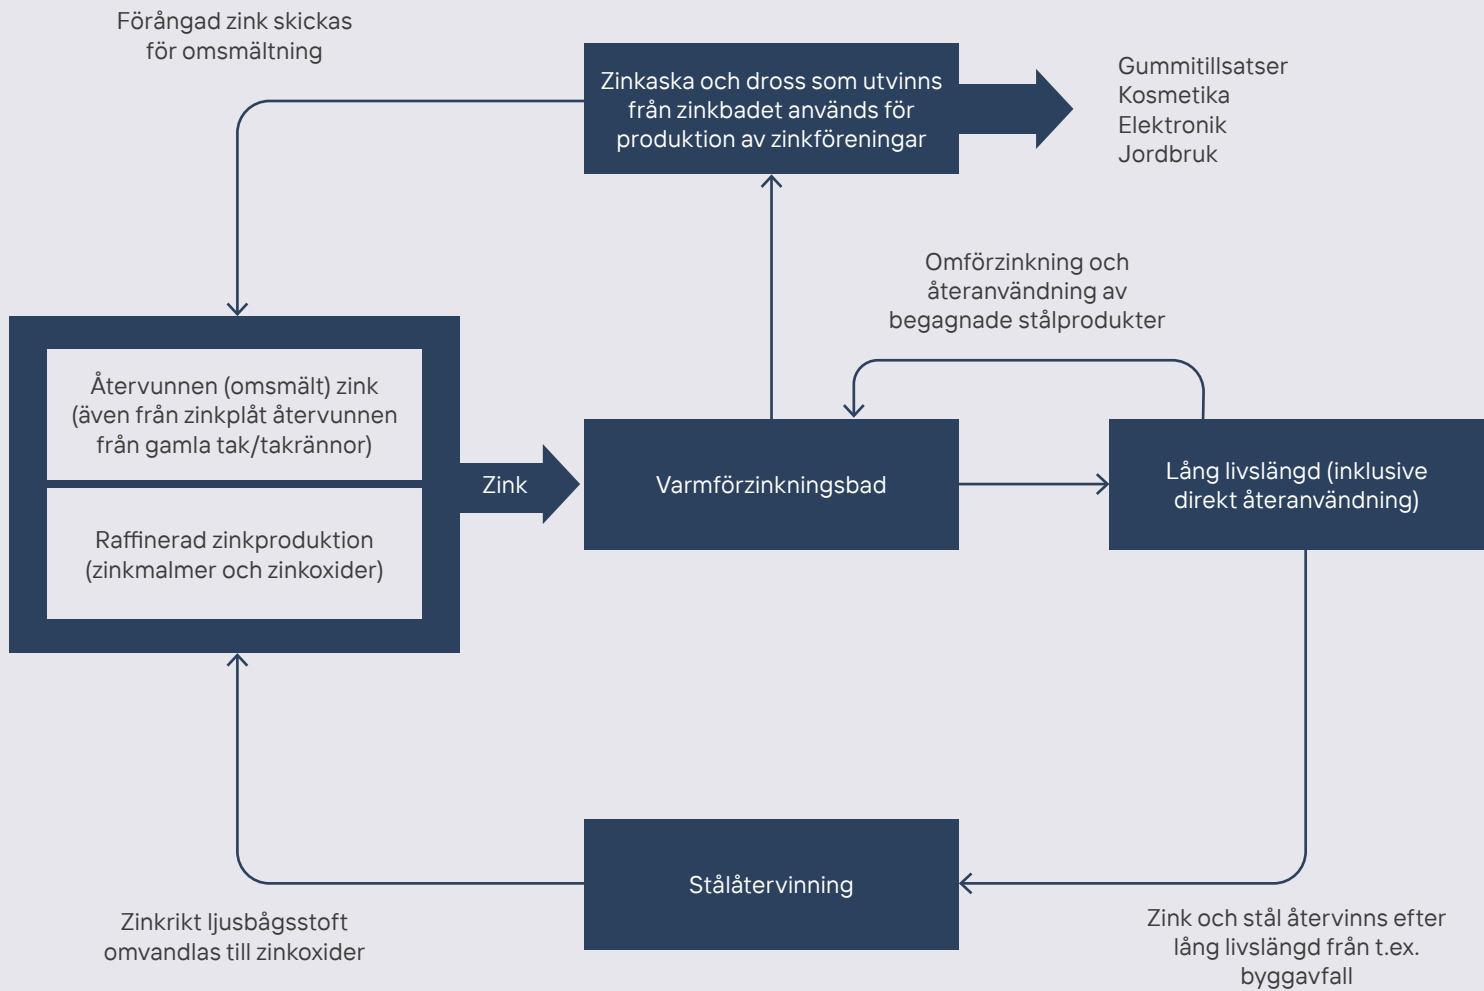 Förångad zink skickas
för omsmältning
Zinkaska och dross som utvinns
från zinkbadet används för
produktion av zinkföreningar
Gummitillsatser
Kosmetika
Elektronik
Jordbruk
Omförzinkning och
återanvändning av
begagnade stålprodukter
Återvunnen (omsmält) zink
(även från zinkplåt återvunnen
från gamla tak/takrännor)
Raffinerad zinkproduktion
(zinkmalmer och zinkoxider)
Zink
Varmförzinkningsbad
Lång livslängd (inklusive
direkt återanvändning)
Stålåtervinning
Zinkrikt ljusbågsstoft
omvandlas till zinkoxider
Zink och stål återvinns efter
lång livslängd från t.ex.
byggavfall